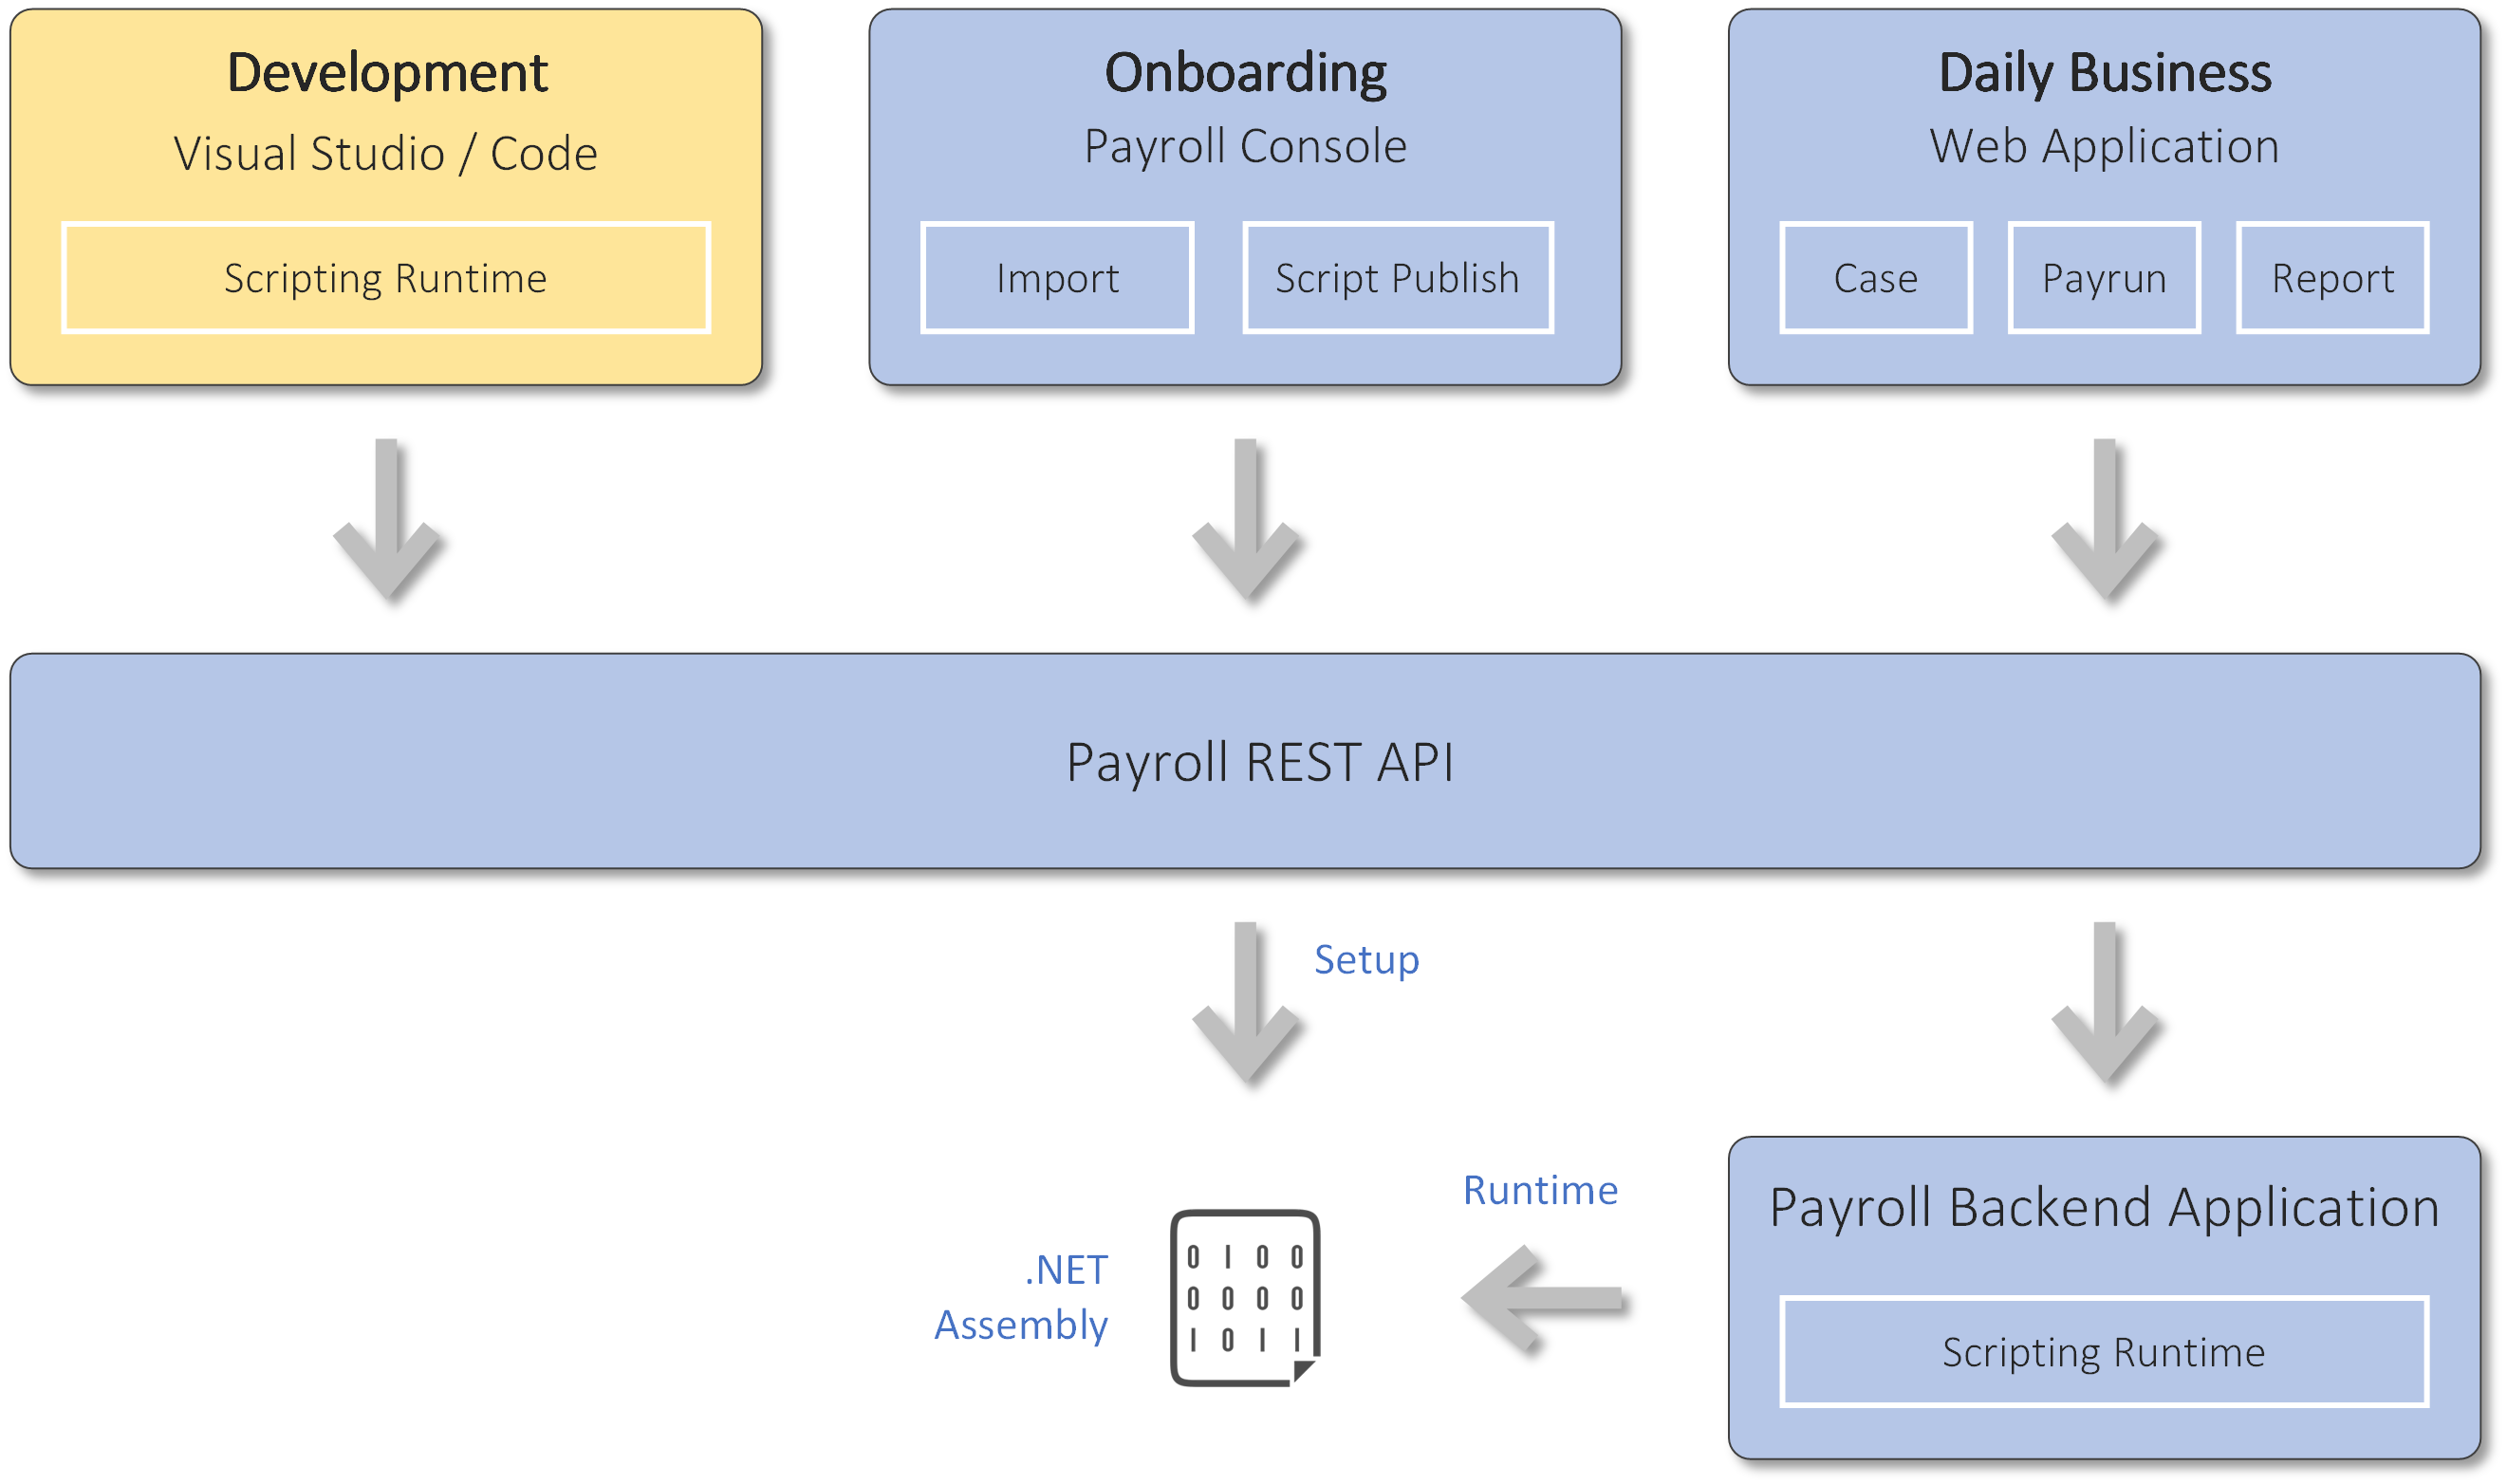 Development
Visual Studio / Code
Scripting Runtime
Onboarding
Payroll Console
Import
Script Publish
Daily Business
Web Application
Case
Payrun
Report
Payroll REST API
Setup
.NET
Assembly
0 1 0 0
0 0 0 0
1 0 1 1
Runtime
Payroll Backend Application
Scripting Runtime